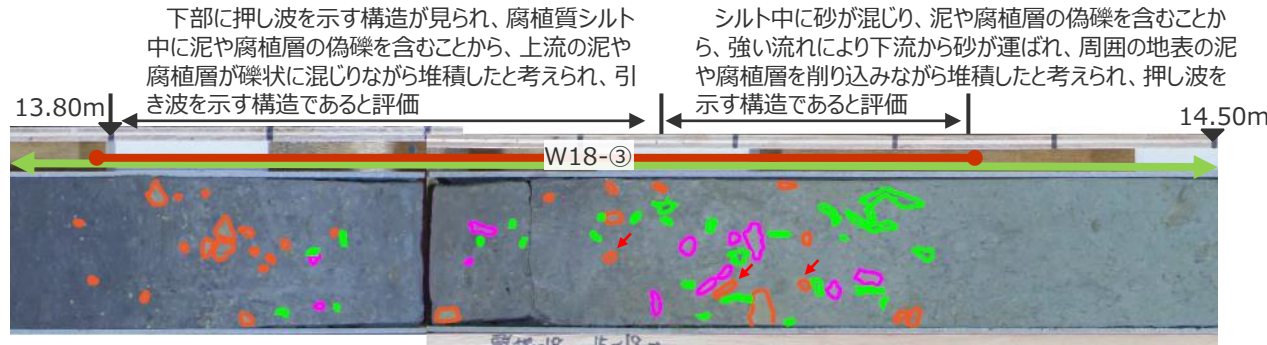 下部に押し波を示す構造が見られ、腐植質シルト
中に泥や腐植層の偽礫を含むことから、上流の泥や
腐植層が礫状に混じりながら堆積したと考えられ、引
き波を示す構造であると評価
シルト中に砂が混じり、泥や腐植層の偽礫を含むことか
ら、強い流れにより下流から砂が運ばれ、周囲の地表の泥
や腐植層を削り込みながら堆積したと考えられ、押し波を
示す構造であると評価
13.80m
14.50m
W18-③